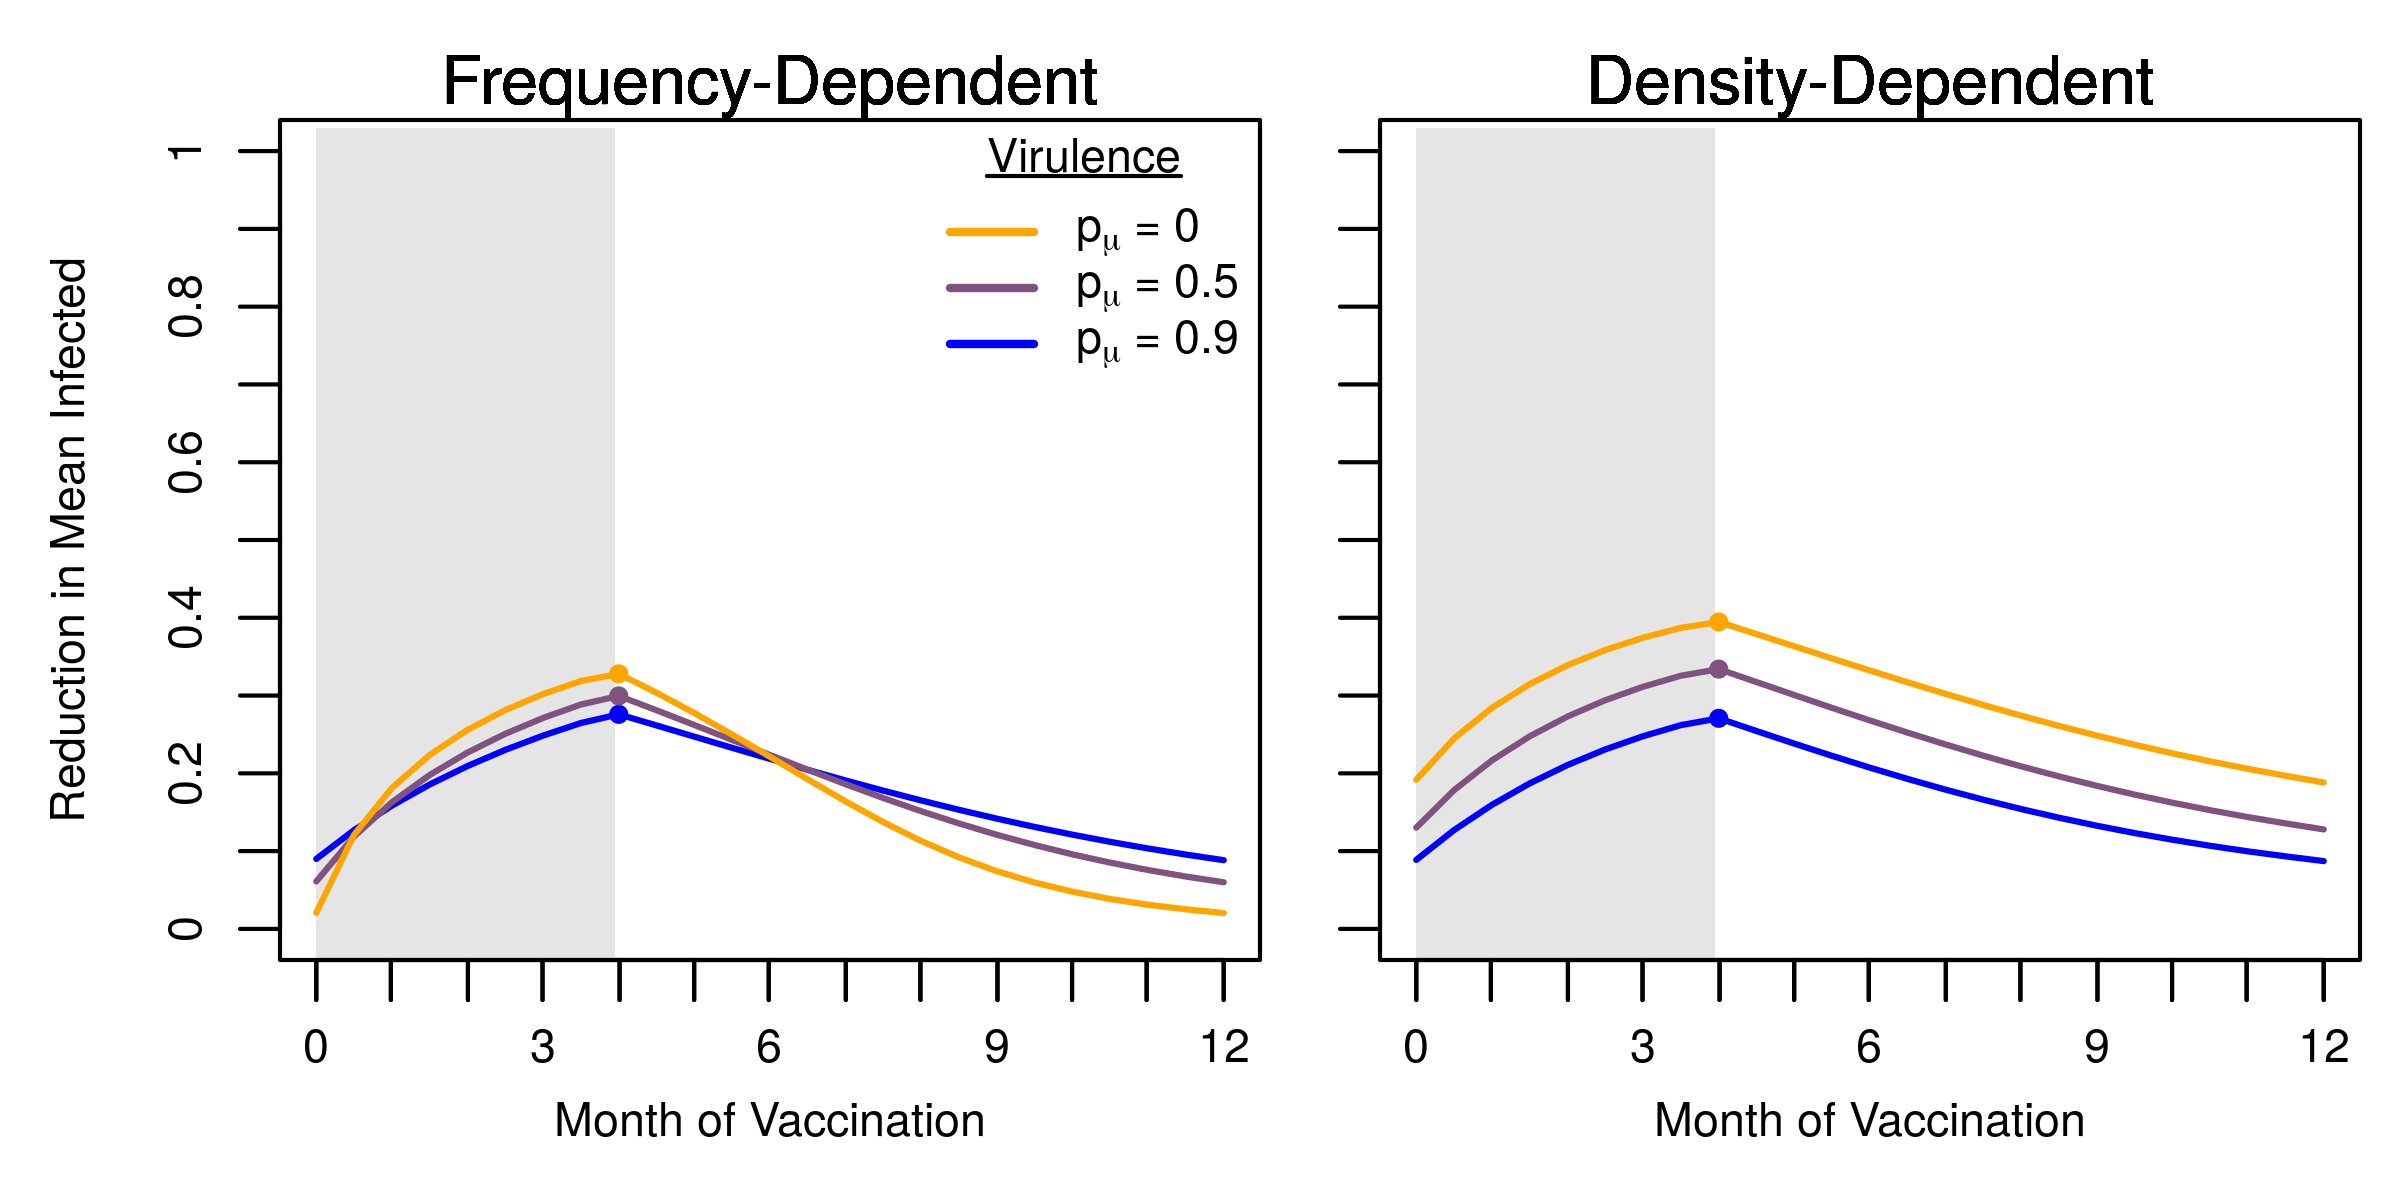 Frequency-Dependent
Density-Dependent
Reduction in Mean Infected
1
0.8
0.6
0.4
0.2
0
Virulence
pμ = 0
pμ = 0.5
pμ = 0.9
0 3 6 9 12
0 3 6 9 12
Month of Vaccination
Month of Vaccination